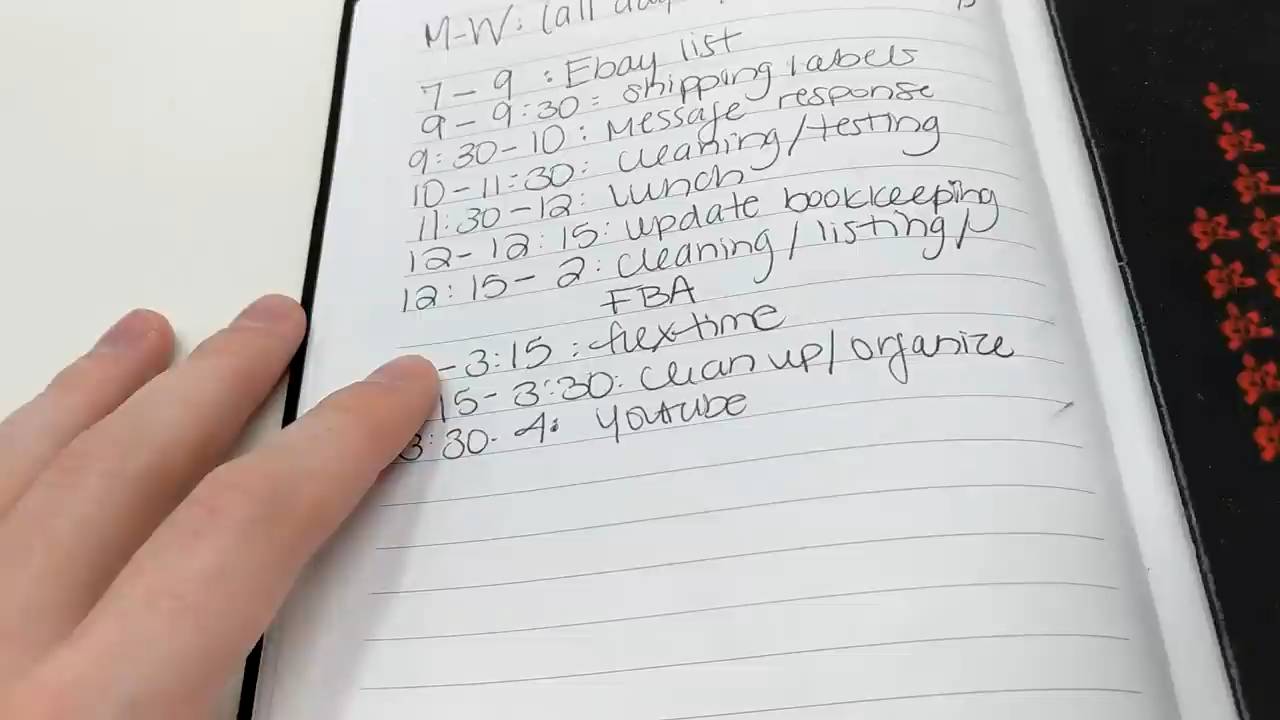 M-W: (all day
7 - 9 : Ebay list
9 - 9:30 = shipping labels
9:30-10: Message response
10-11:30: cleaning/testing
11:30-12: Lunch
12-12:15: update bookkeeping
12:15-2: cleaning/listing/
FBA
-3:15 : flex-time
15-3:30: clean up/organize
3:30-4: Youtube